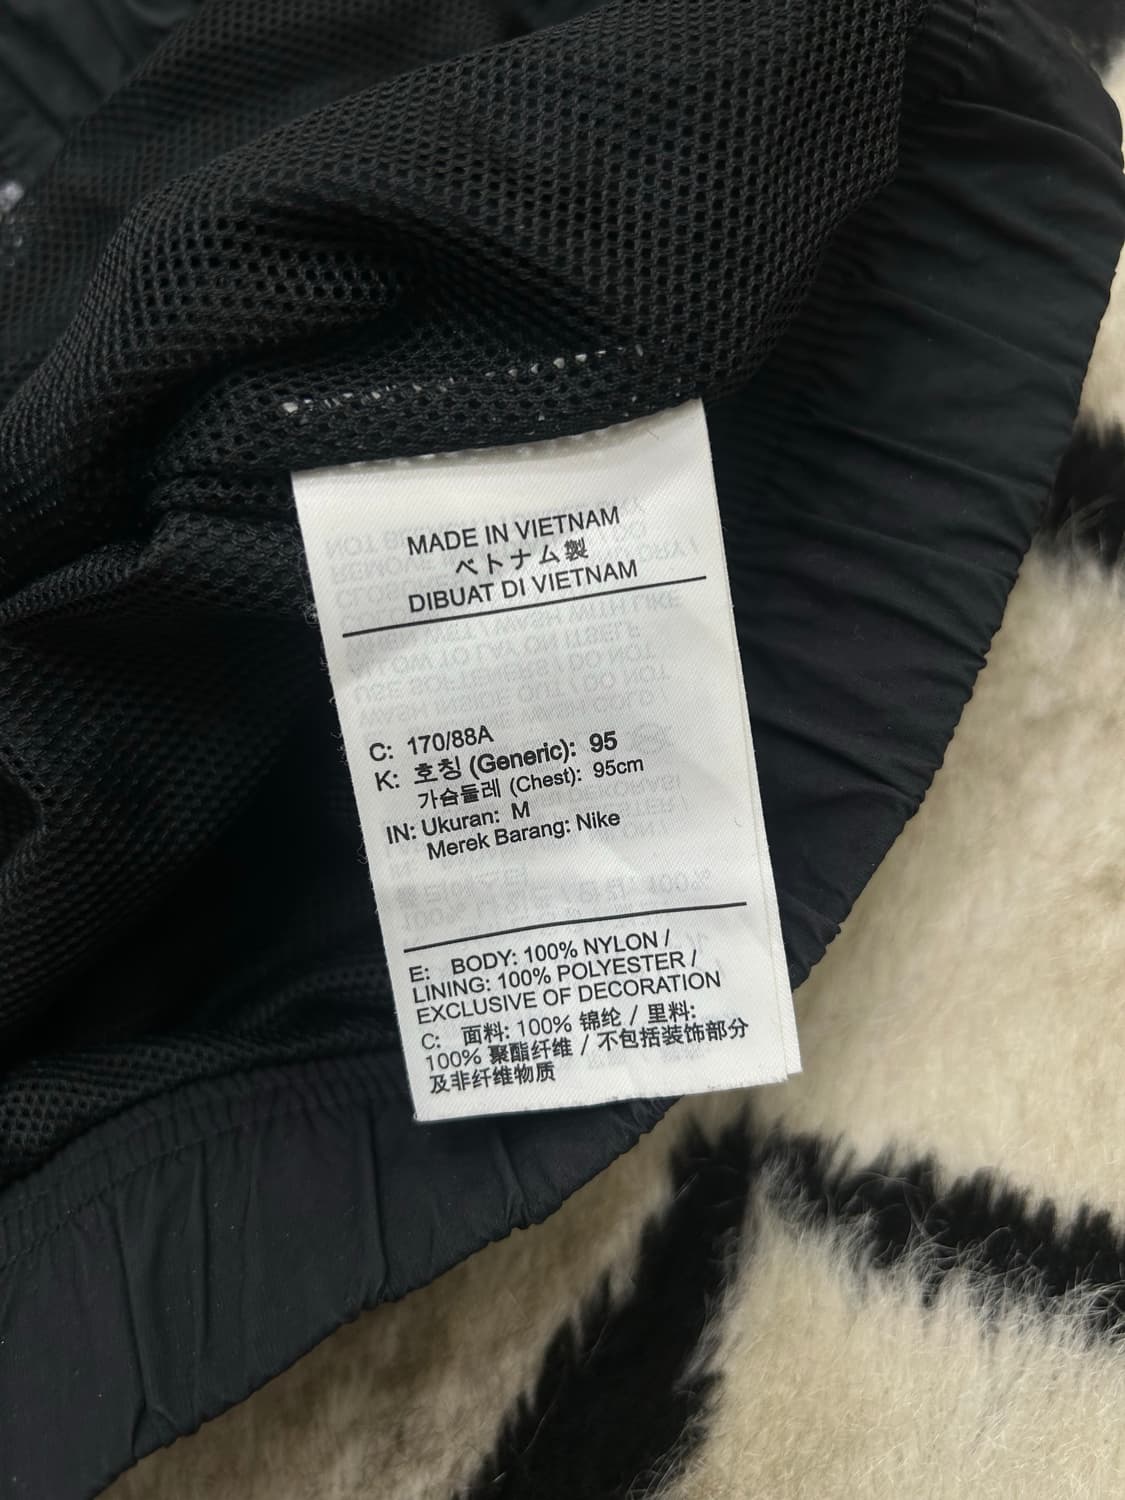 MADE IN VIETNAM
ベトナム製
DIBUAT DI VIETNAM
C: 170/88A
K: 호칭 (Generic): 95
가슴둘레 (Chest): 95cm
IN: Ukuran: M
Merek Barang: Nike
E: BODY: 100% NYLON /
LINING: 100% POLYESTER /
EXCLUSIVE OF DECORATION
C: 面料: 100% 锦纶 / 里料:
100% 聚酯纤维 / 不包括装饰部分
及非纤维物质